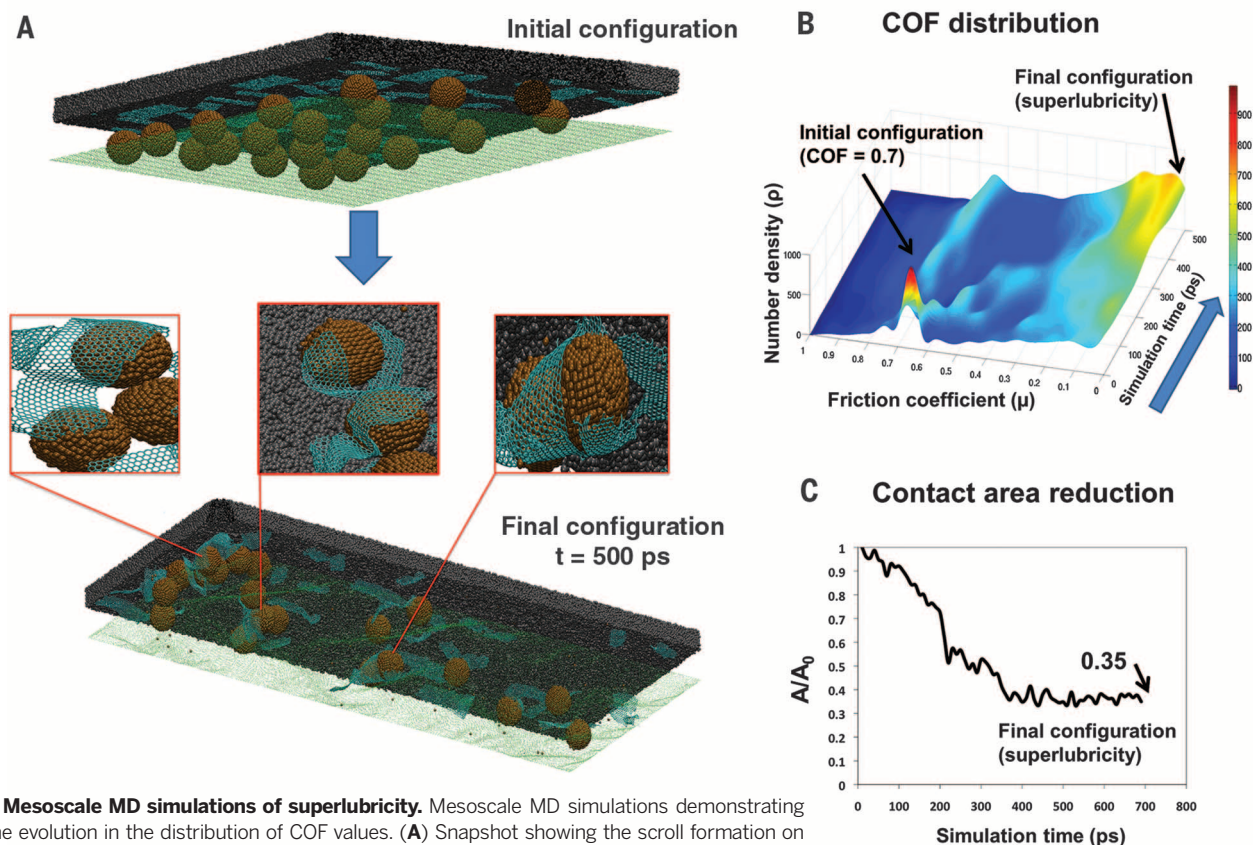 A
Initial configuration
Final configuration
t = 500 ps
B
COF distribution
Final configuration
(superlubricity)
Initial configuration
(COF = 0.7)
Number density (ρ)
1000
500
0
1
0.9
0.8
0.7
0.6
0.5
0.4
0.3
0.2
0.1
0
Friction coefficient (μ)
0
100
200
300
400
500
Simulation time (ps)
900
800
700
600
500
400
300
200
100
0
C
Contact area reduction
A/A₀
1
0.9
0.8
0.7
0.6
0.5
0.4
0.3
0.2
0.1
0
0.35
Final configuration
(superlubricity)
0 100 200 300 400 500 600 700 800
Simulation time (ps)
Mesoscale MD simulations of superlubricity. Mesoscale MD simulations demonstrating
evolution in the distribution of COF values. (A) Snapshot showing the scroll formation on